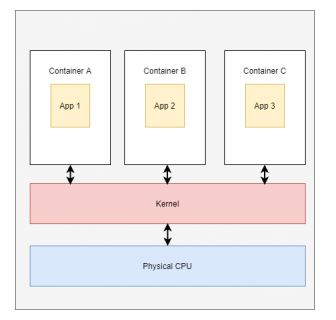 Container A
Container B
Container C
App 1
App 2
App 3
Kernel
Physical CPU